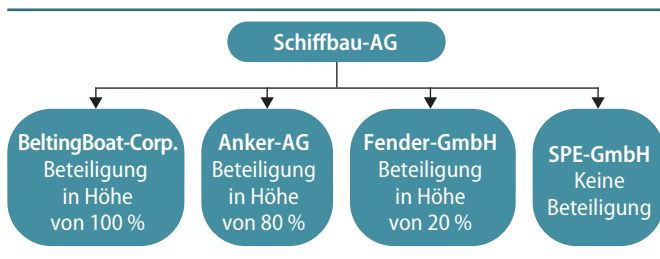 Schiffbau-AG
BeltingBoat-Corp.
Beteiligung
in Höhe
von 100 %
Anker-AG
Beteiligung
in Höhe
von 80 %
Fender-GmbH
Beteiligung
in Höhe
von 20 %
SPE-GmbH
Keine
Beteiligung